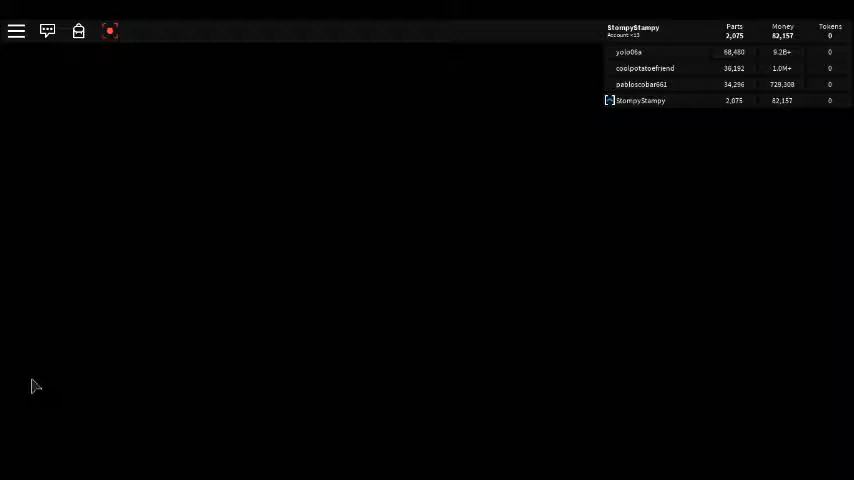 StompyStampy Parts Money Tokens
Account <13 2,075 82,157 0
yolo06a 68,480 9.2B+ 0
coolpotatoefriend 36,192 1.0M+ 0
pabloscobar661 34,296 729,308 0
StompyStampy 2,075 82,157 0